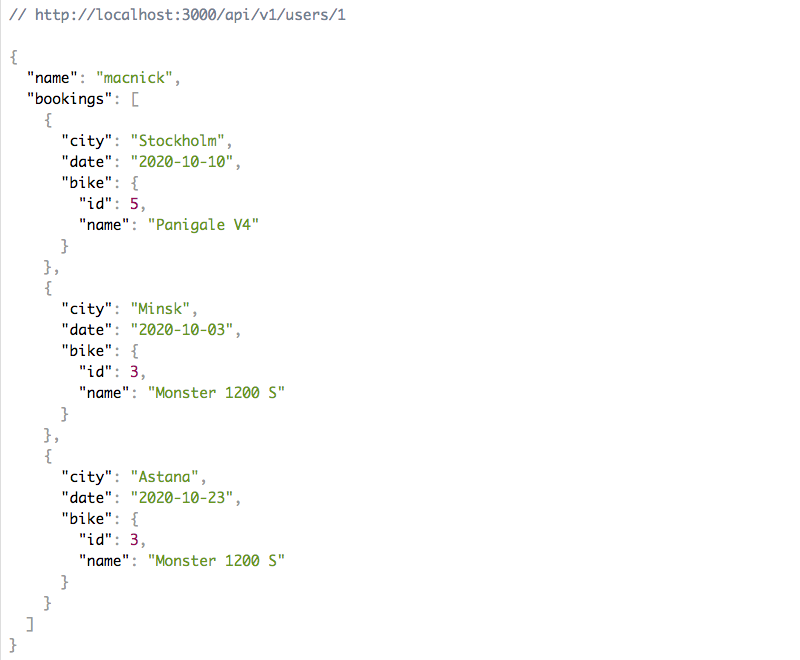 // http://localhost:3000/api/v1/users/1

{
  "name": "macnick",
  "bookings": [
    {
      "city": "Stockholm",
      "date": "2020-10-10",
      "bike": {
        "id": 5,
        "name": "Panigale V4"
      }
    },
    {
      "city": "Minsk",
      "date": "2020-10-03",
      "bike": {
        "id": 3,
        "name": "Monster 1200 S"
      }
    },
    {
      "city": "Astana",
      "date": "2020-10-23",
      "bike": {
        "id": 3,
        "name": "Monster 1200 S"
      }
    }
  ]
}